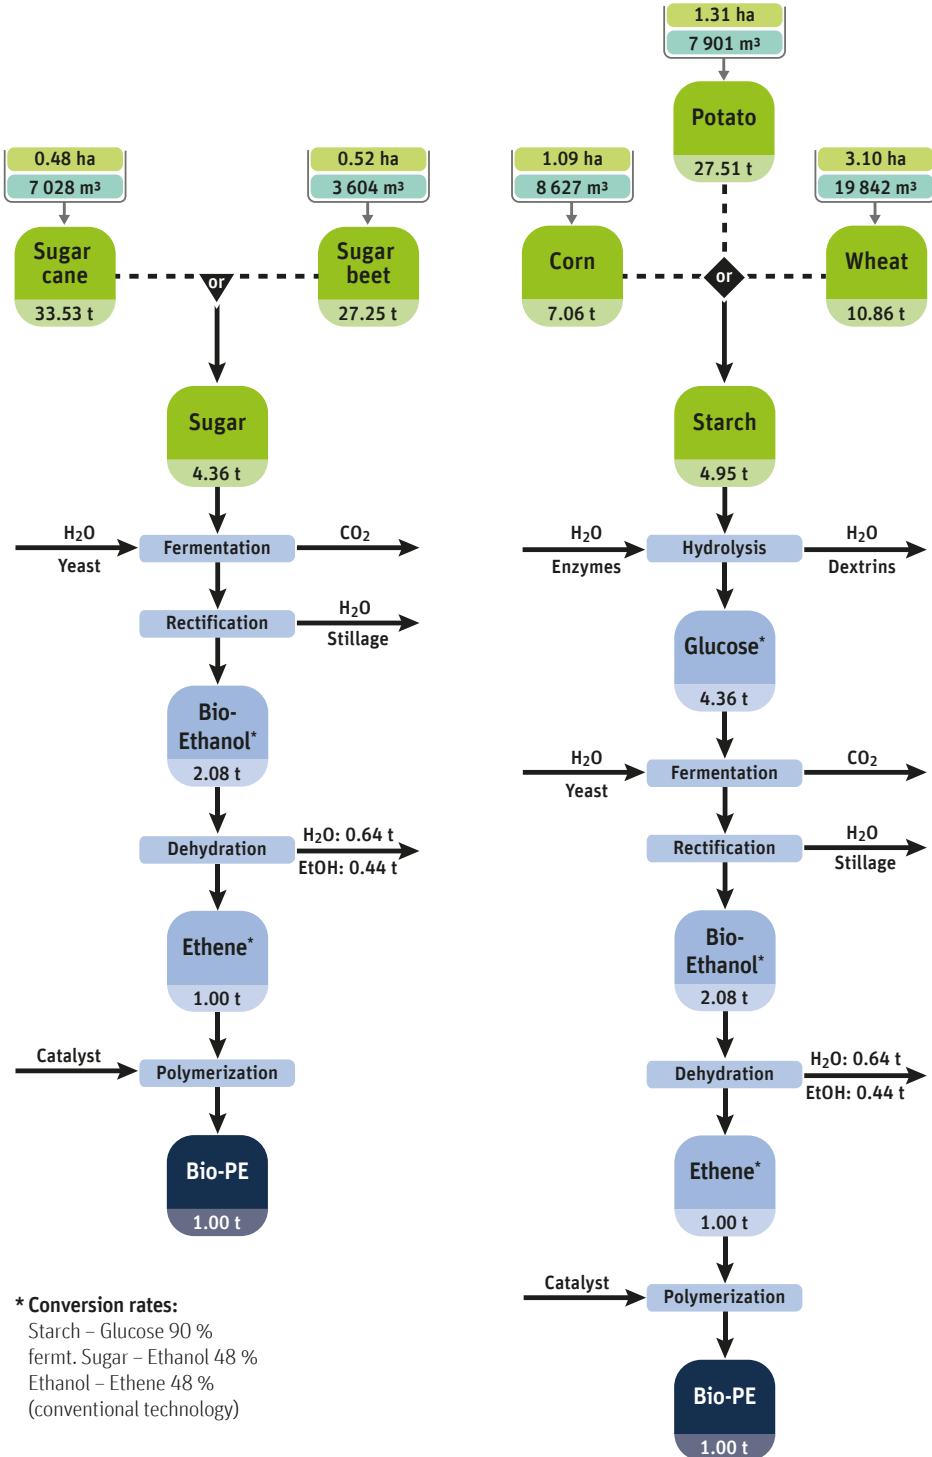 1.31 ha
7 901 m³
Potato
27.51 t
0.48 ha
7 028 m³
Sugar
cane
33.53 t
0.52 ha
3 604 m³
Sugar
beet
27.25 t
or
1.09 ha
8 627 m³
Corn
7.06 t
3.10 ha
19 842 m³
Wheat
10.86 t
or
Sugar
4.36 t
H₂O
Yeast
Fermentation
CO₂
Rectification
H₂O
Stillage
Bio-
Ethanol*
2.08 t
Dehydration
H₂O: 0.64 t
EtOH: 0.44 t
Ethene*
1.00 t
Catalyst
Polymerization
Bio-PE
1.00 t
Starch
4.95 t
H₂O
Enzymes
Hydrolysis
H₂O
Dextrins
Glucose*
4.36 t
H₂O
Yeast
Fermentation
CO₂
Rectification
H₂O
Stillage
Bio-
Ethanol*
2.08 t
Dehydration
H₂O: 0.64 t
EtOH: 0.44 t
Ethene*
1.00 t
Catalyst
Polymerization
Bio-PE
1.00 t
* Conversion rates:
Starch – Glucose 90 %
fermt. Sugar – Ethanol 48 %
Ethanol – Ethene 48 %
(conventional technology)